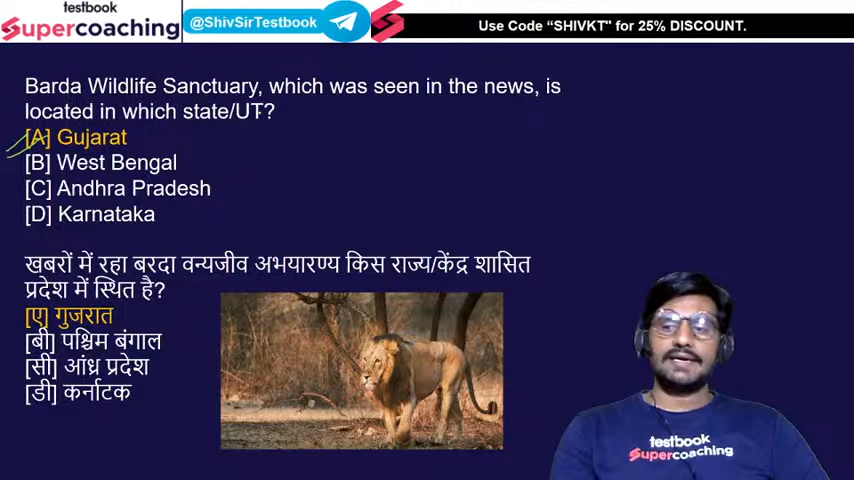 testbook
Supercoaching
@ShivSirTestbook
Use Code “SHIVKT" for 25% DISCOUNT.
Barda Wildlife Sanctuary, which was seen in the news, is
located in which state/UT?
[A] Gujarat
[B] West Bengal
[C] Andhra Pradesh
[D] Karnataka
खबरों में रहा बरदा वन्यजीव अभयारण्य किस राज्य/केंद्र शासित
प्रदेश में स्थित है?
[ए] गुजरात
[बी] पश्चिम बंगाल
[सी] आंध्र प्रदेश
[डी] कर्नाटक
testbook
Supercoaching